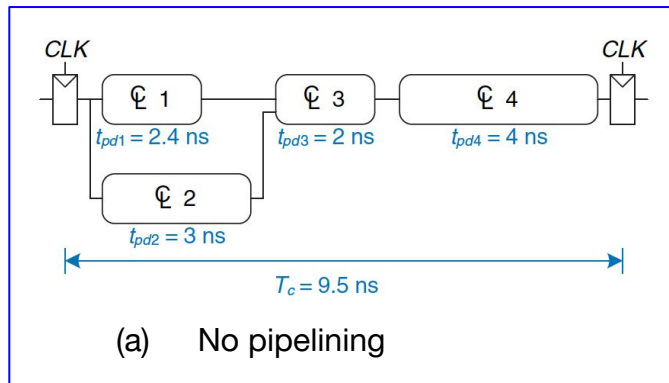 CLK
CLK
CL 1
CL 3
CL 4
tpd1 = 2.4 ns
tpd3 = 2 ns
tpd4 = 4 ns
CL 2
tpd2 = 3 ns
Tc = 9.5 ns
(a) No pipelining